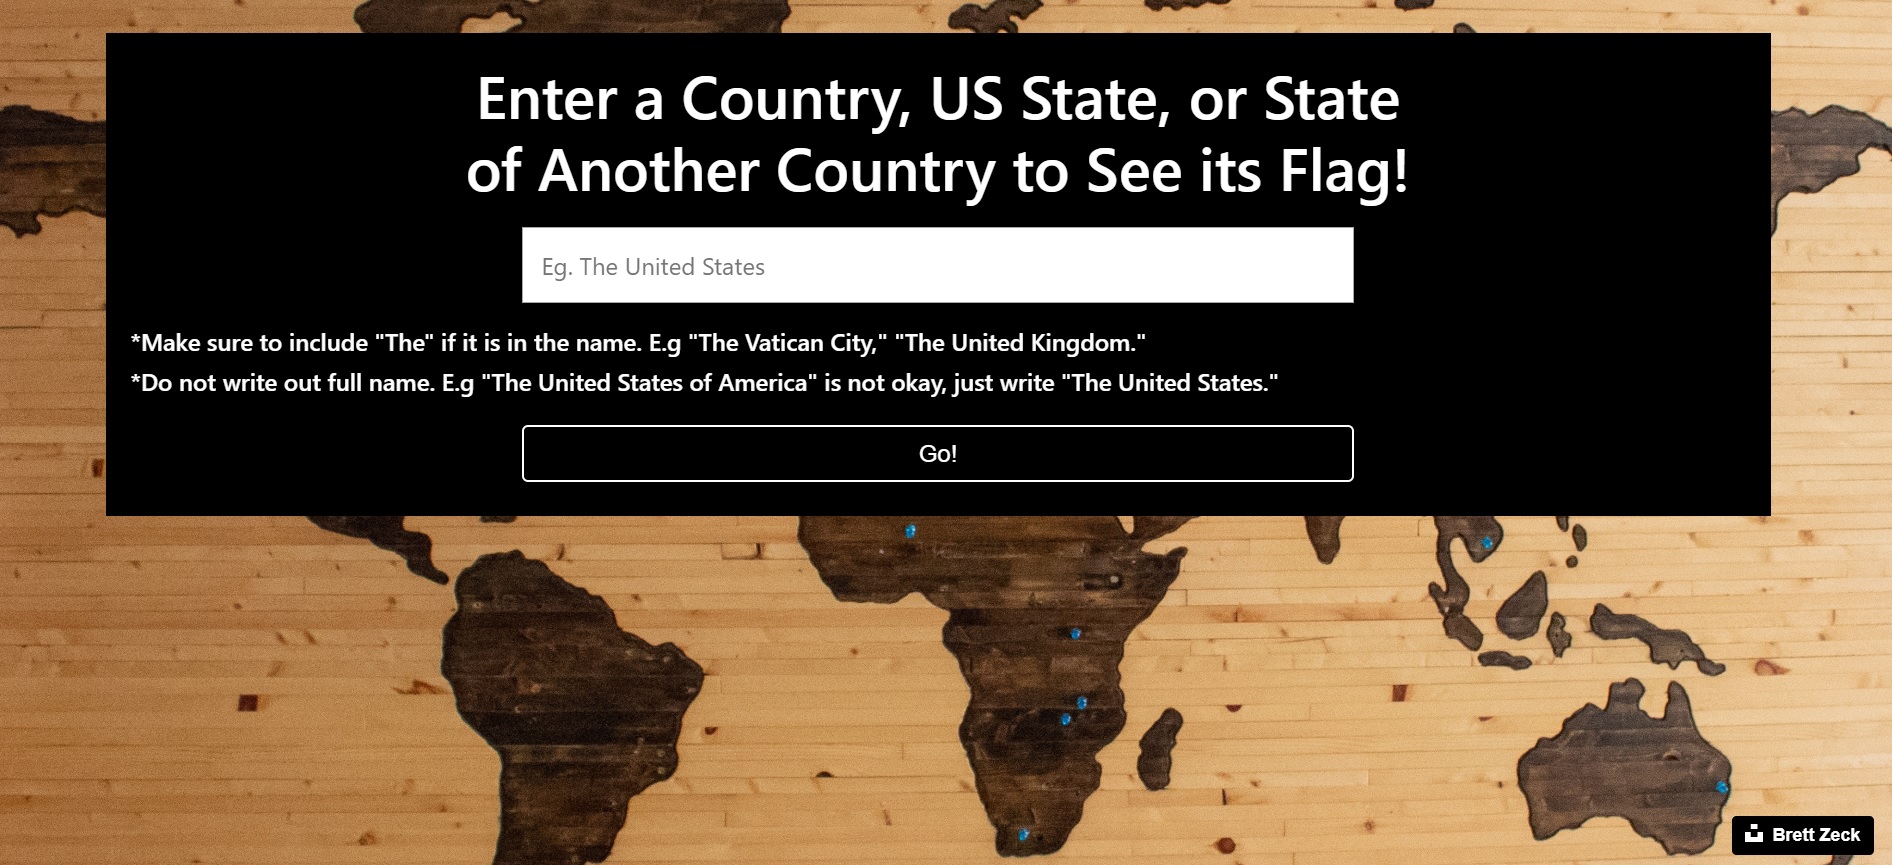 Enter a Country, US State, or State
of Another Country to See its Flag!
Eg. The United States
*Make sure to include "The" if it is in the name. E.g "The Vatican City," "The United Kingdom."
*Do not write out full name. E.g "The United States of America" is not okay, just write "The United States."
Go!
Brett Zeck